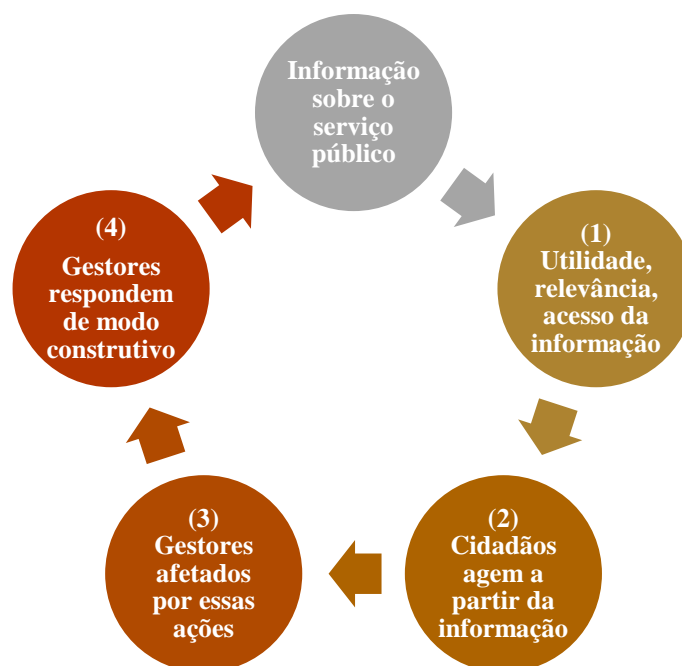 Informação
sobre o
serviço
público
(1)
Utilidade,
relevância,
acesso da
informação
(2)
Cidadãos
agem a
partir da
informação
(3)
Gestores
afetados
por essas
ações
(4)
Gestores
respondem
de modo
construtivo